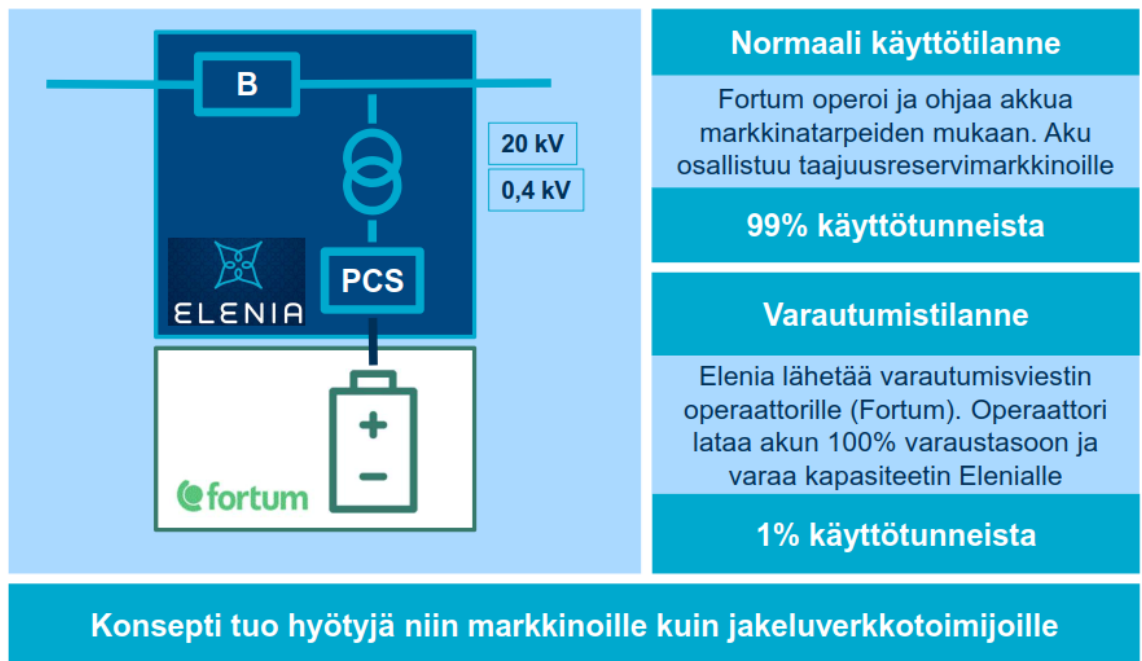 B
20 kV
0,4 kV
PCS
ELENIA
+
−
fortum
Normaali käyttötilanne
Fortum operoi ja ohjaa akkua
markkinatarpeiden mukaan. Aku
osallistuu taajuusreservimarkkinoille
99% käyttötunneista
Varautumistilanne
Elenia lähetää varautumisviestin
operaattorille (Fortum). Operaattori
lataa akun 100% varaustasoon ja
varaa kapasiteetin Elenialle
1% käyttötunneista
Konsepti tuo hyötyjä niin markkinoille kuin jakeluverkkotoimijoille